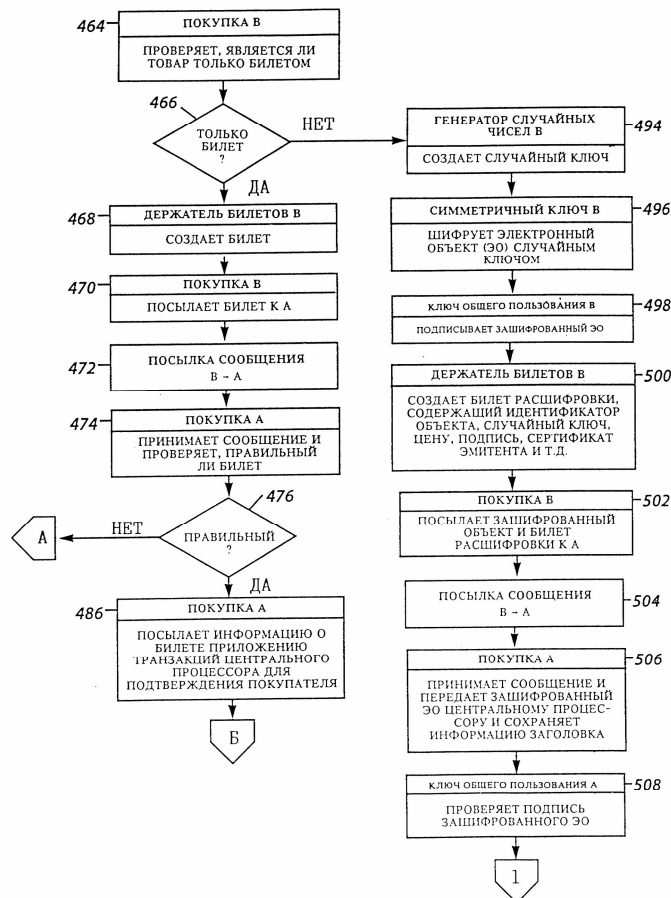 464
ПОКУПКА В
ПРОВЕРЯЕТ, ЯВЛЯЕТСЯ ЛИ
ТОВАР ТОЛЬКО БИЛЕТОМ
466
ТОЛЬКО
БИЛЕТ
?
НЕТ
ДА
468
ДЕРЖАТЕЛЬ БИЛЕТОВ В
СОЗДАЕТ БИЛЕТ
470
ПОКУПКА В
ПОСЫЛАЕТ БИЛЕТ К А
472
ПОСЫЛКА СООБЩЕНИЯ
В – А
474
ПОКУПКА А
ПРИНИМАЕТ СООБЩЕНИЕ И
ПРОВЕРЯЕТ, ПРАВИЛЬНЫЙ
ЛИ БИЛЕТ
476
ПРАВИЛЬНЫЙ
?
НЕТ
А
ДА
486
ПОКУПКА А
ПОСЫЛАЕТ ИНФОРМАЦИЮ О
БИЛЕТЕ ПРИЛОЖЕНИЮ
ТРАНЗАКЦИЙ ЦЕНТРАЛЬНОГО
ПРОЦЕССОРА ДЛЯ
ПОДТВЕРЖДЕНИЯ ПОКУПАТЕЛЯ
Б
ГЕНЕРАТОР СЛУЧАЙНЫХ
ЧИСЕЛ В
494
СОЗДАЕТ СЛУЧАЙНЫЙ КЛЮЧ
СИММЕТРИЧНЫЙ КЛЮЧ В
496
ШИФРУЕТ ЭЛЕКТРОННЫЙ
ОБЪЕКТ (ЭО) СЛУЧАЙНЫМ
КЛЮЧОМ
КЛЮЧ ОБЩЕГО ПОЛЬЗОВАНИЯ В
498
ПОДПИСЫВАЕТ ЗАШИФРОВАННЫЙ ЭО
ДЕРЖАТЕЛЬ БИЛЕТОВ В
500
СОЗДАЕТ БИЛЕТ РАСШИФРОВКИ,
СОДЕРЖАЩИЙ ИДЕНТИФИКАТОР
ОБЪЕКТА, СЛУЧАЙНЫЙ КЛЮЧ,
ЦЕНУ, ПОДПИСЬ, СЕРТИФИКАТ
ЭМИТЕНТА И Т.Д.
ПОКУПКА В
502
ПОСЫЛАЕТ ЗАШИФРОВАННЫЙ
ОБЪЕКТ И БИЛЕТ
РАСШИФРОВКИ К А
ПОСЫЛКА СООБЩЕНИЯ
В – А
504
ПОКУПКА А
506
ПРИНИМАЕТ СООБЩЕНИЕ И
ПЕРЕДАЕТ ЗАШИФРОВАННЫЙ
ЭО ЦЕНТРАЛЬНОМУ ПРОЦЕС-
СОРУ И СОХРАНЯЕТ
ИНФОРМАЦИЮ ЗАГОЛОВКА
КЛЮЧ ОБЩЕГО ПОЛЬЗОВАНИЯ А
508
ПРОВЕРЯЕТ ПОДПИСЬ
ЗАШИФРОВАННОГО ЭО
1